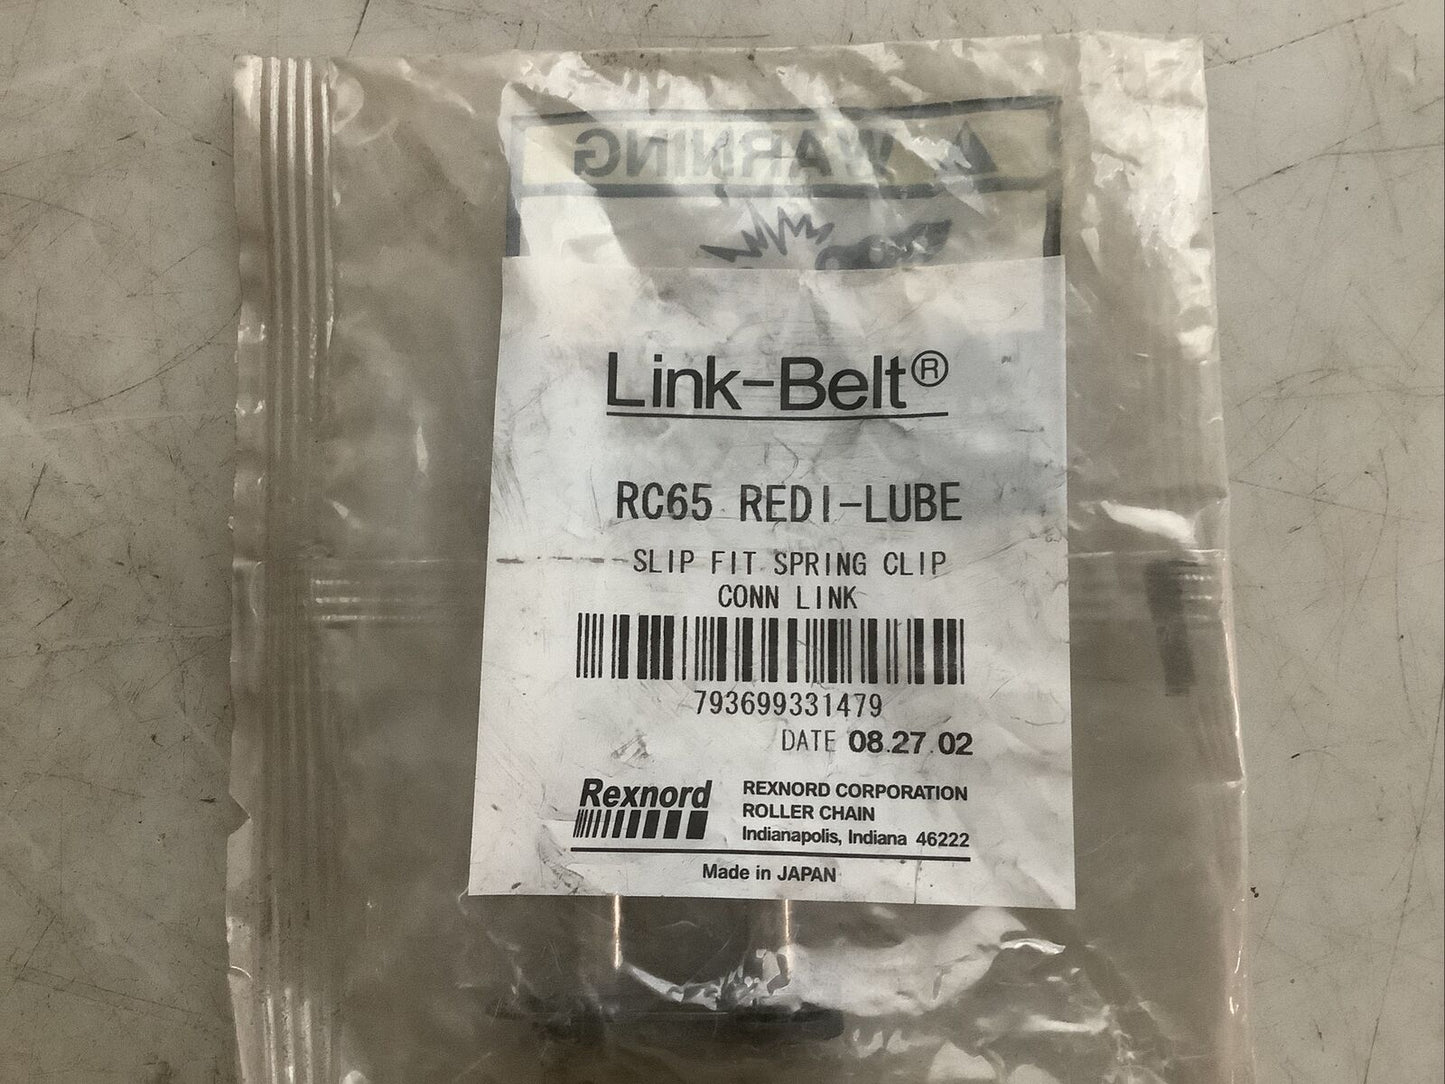 WARNING
Link-Belt®
RC65 REDI-LUBE
SLIP FIT SPRING CLIP
CONN LINK
793699331479
DATE 08.27.02
Rexnord
REXNORD CORPORATION
ROLLER CHAIN
Indianapolis, Indiana 46222
Made in JAPAN